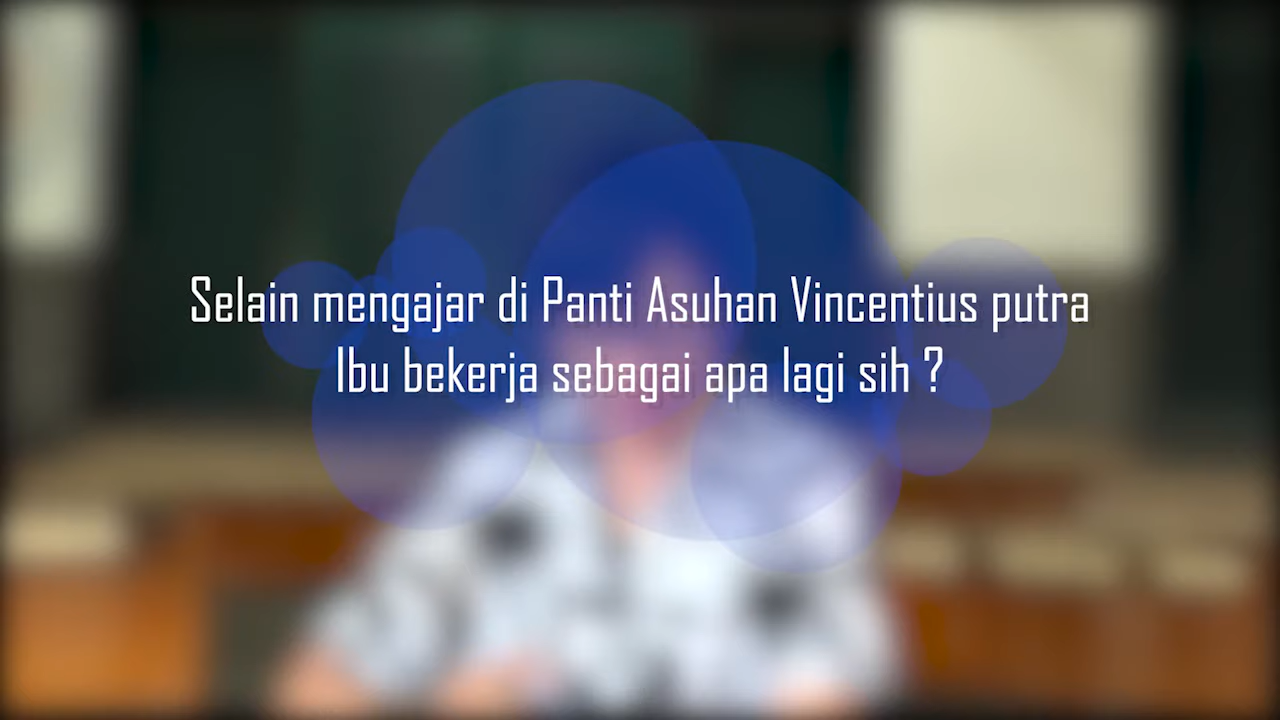 Selain mengajar di Panti Asuhan Vincentius putra
Ibu bekerja sebagai apa lagi sih ?